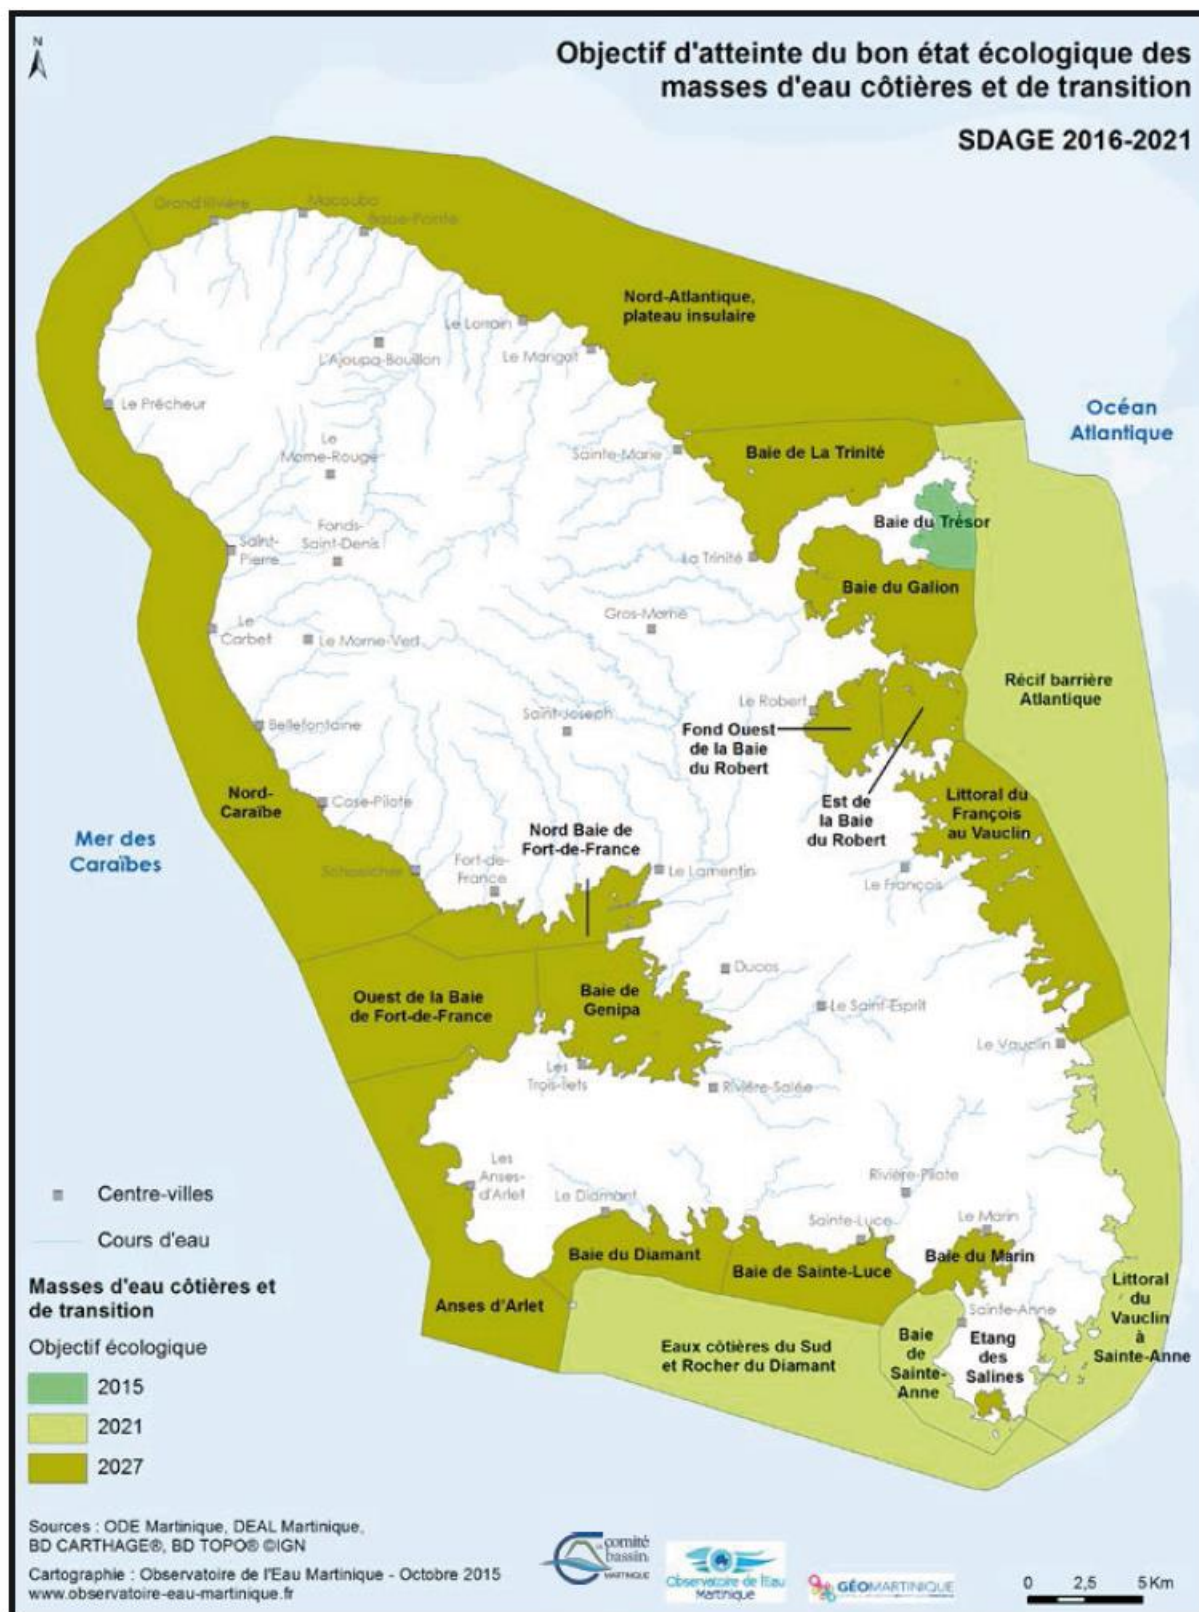 N
Objectif d'atteinte du bon état écologique des
masses d'eau côtières et de transition
SDAGE 2016-2021
Grand'Rivière
Macouba
Basse-Pointe
Nord-Atlantique,
plateau insulaire
Le Lorrain
L'Ajoupa-Bouillon
Le Marigot
Le Prêcheur
Océan
Atlantique
Le
Morne-Rouge
Sainte-Marie
Baie de La Trinité
Baie du Trésor
Fonds-
Saint-Denis
Saint-
Pierre
La Trinité
Baie du Galion
Gros-Morne
Le
Carbet
Le Morne-Vert
Récif barrière
Atlantique
Le Robert
Saint-Joseph
Bellefontaine
Fond Ouest
de la Baie
du Robert
Est de
la Baie
du Robert
Littoral du
François
au Vauclin
Nord-
Caraïbe
Case-Pilote
Mer des
Caraïbes
Nord Baie de
Fort-de-France
Schoelcher
Fort-de-
France
Le Lamentin
Le François
Ducos
Ouest de la Baie
de Fort-de-France
Baie de
Genipa
Le Saint-Esprit
Le Vauclin
Les
Trois-Ilets
Rivière-Salée
Les
Anses-
d'Arlet
Le Diamant
Rivière-Pilote
Sainte-Luce
Le Marin
Baie du Diamant
Baie de Sainte-Luce
Baie du Marin
Anses d'Arlet
Sainte-Anne
Littoral
du
Vauclin
à
Sainte-Anne
Eaux côtières du Sud
et Rocher du Diamant
Baie
de
Sainte-
Anne
Etang
des
Salines
Centre-villes
Cours d'eau
Masses d'eau côtières et
de transition
Objectif écologique
2015
2021
2027
Sources : ODE Martinique, DEAL Martinique,
BD CARTHAGE®, BD TOPO® ©IGN
Cartographie : Observatoire de l'Eau Martinique - Octobre 2015
www.observatoire-eau-martinique.fr
comité
bassin
MARTINIQUE
Observatoire de l'Eau
Martinique
GÉOMARTINIQUE
0 2,5 5 Km